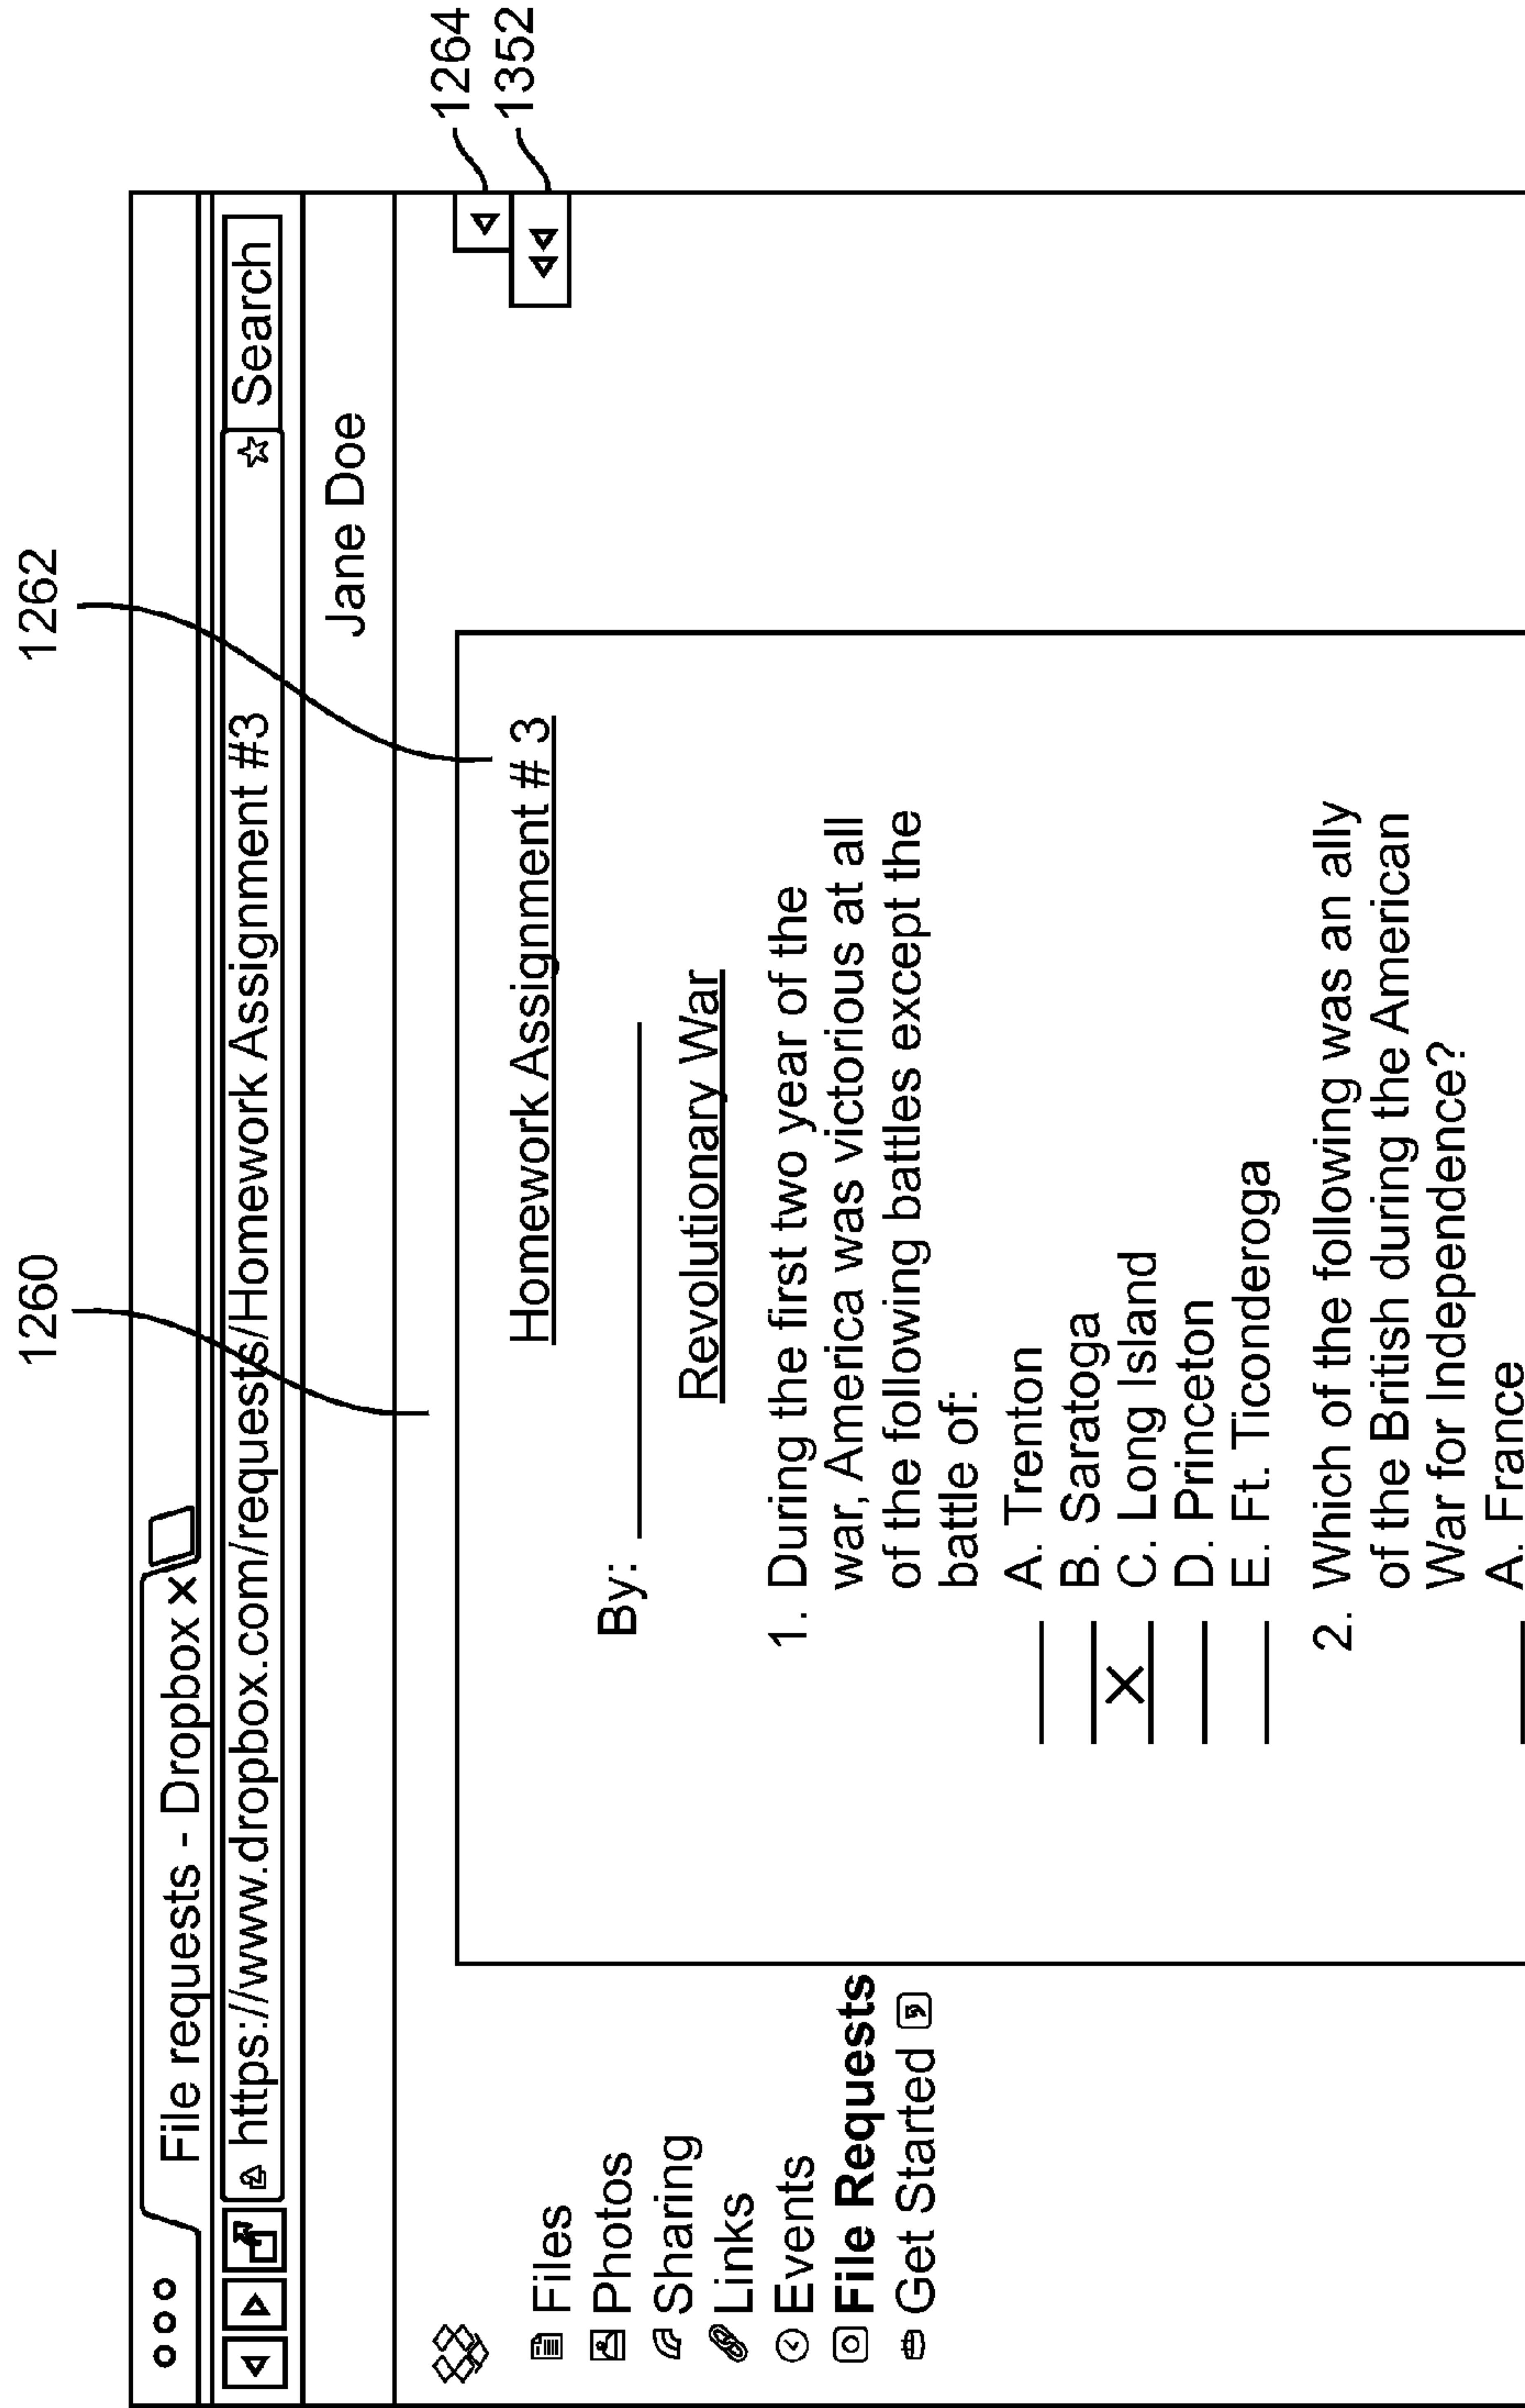 1260
1262
File requests - Dropbox X
https://www.dropbox.com/requests/Homework Assignment #3
Search
Jane Doe
1264
1352
Files
Photos
Sharing
Links
Events
File Requests
Get Started
Homework Assignment # 3
By:
Revolutionary War
1. During the first two year of the
war, America was victorious at all
of the following battles except the
battle of:
A. Trenton
B. Saratoga
X C. Long Island
D. Princeton
E. Ft. Ticonderoga
2. Which of the following was an ally
of the British during the American
War for Independence?
A. France